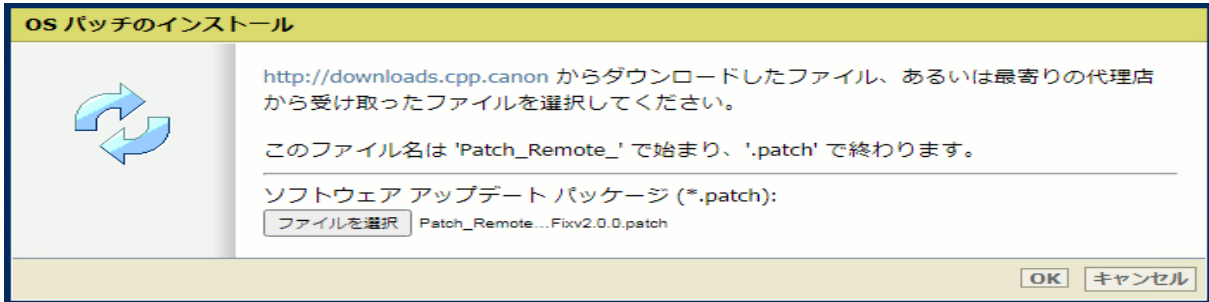 OS パッチのインストール
http://downloads.cpp.canon からダウンロードしたファイル、あるいは最寄りの代理店
から受け取ったファイルを選択してください。
このファイル名は 'Patch_Remote_' で始まり、'.patch' で終わります。
ソフトウェア アップデート パッケージ (*.patch):
ファイルを選択 Patch_Remote...Fixv2.0.0.patch
OK キャンセル